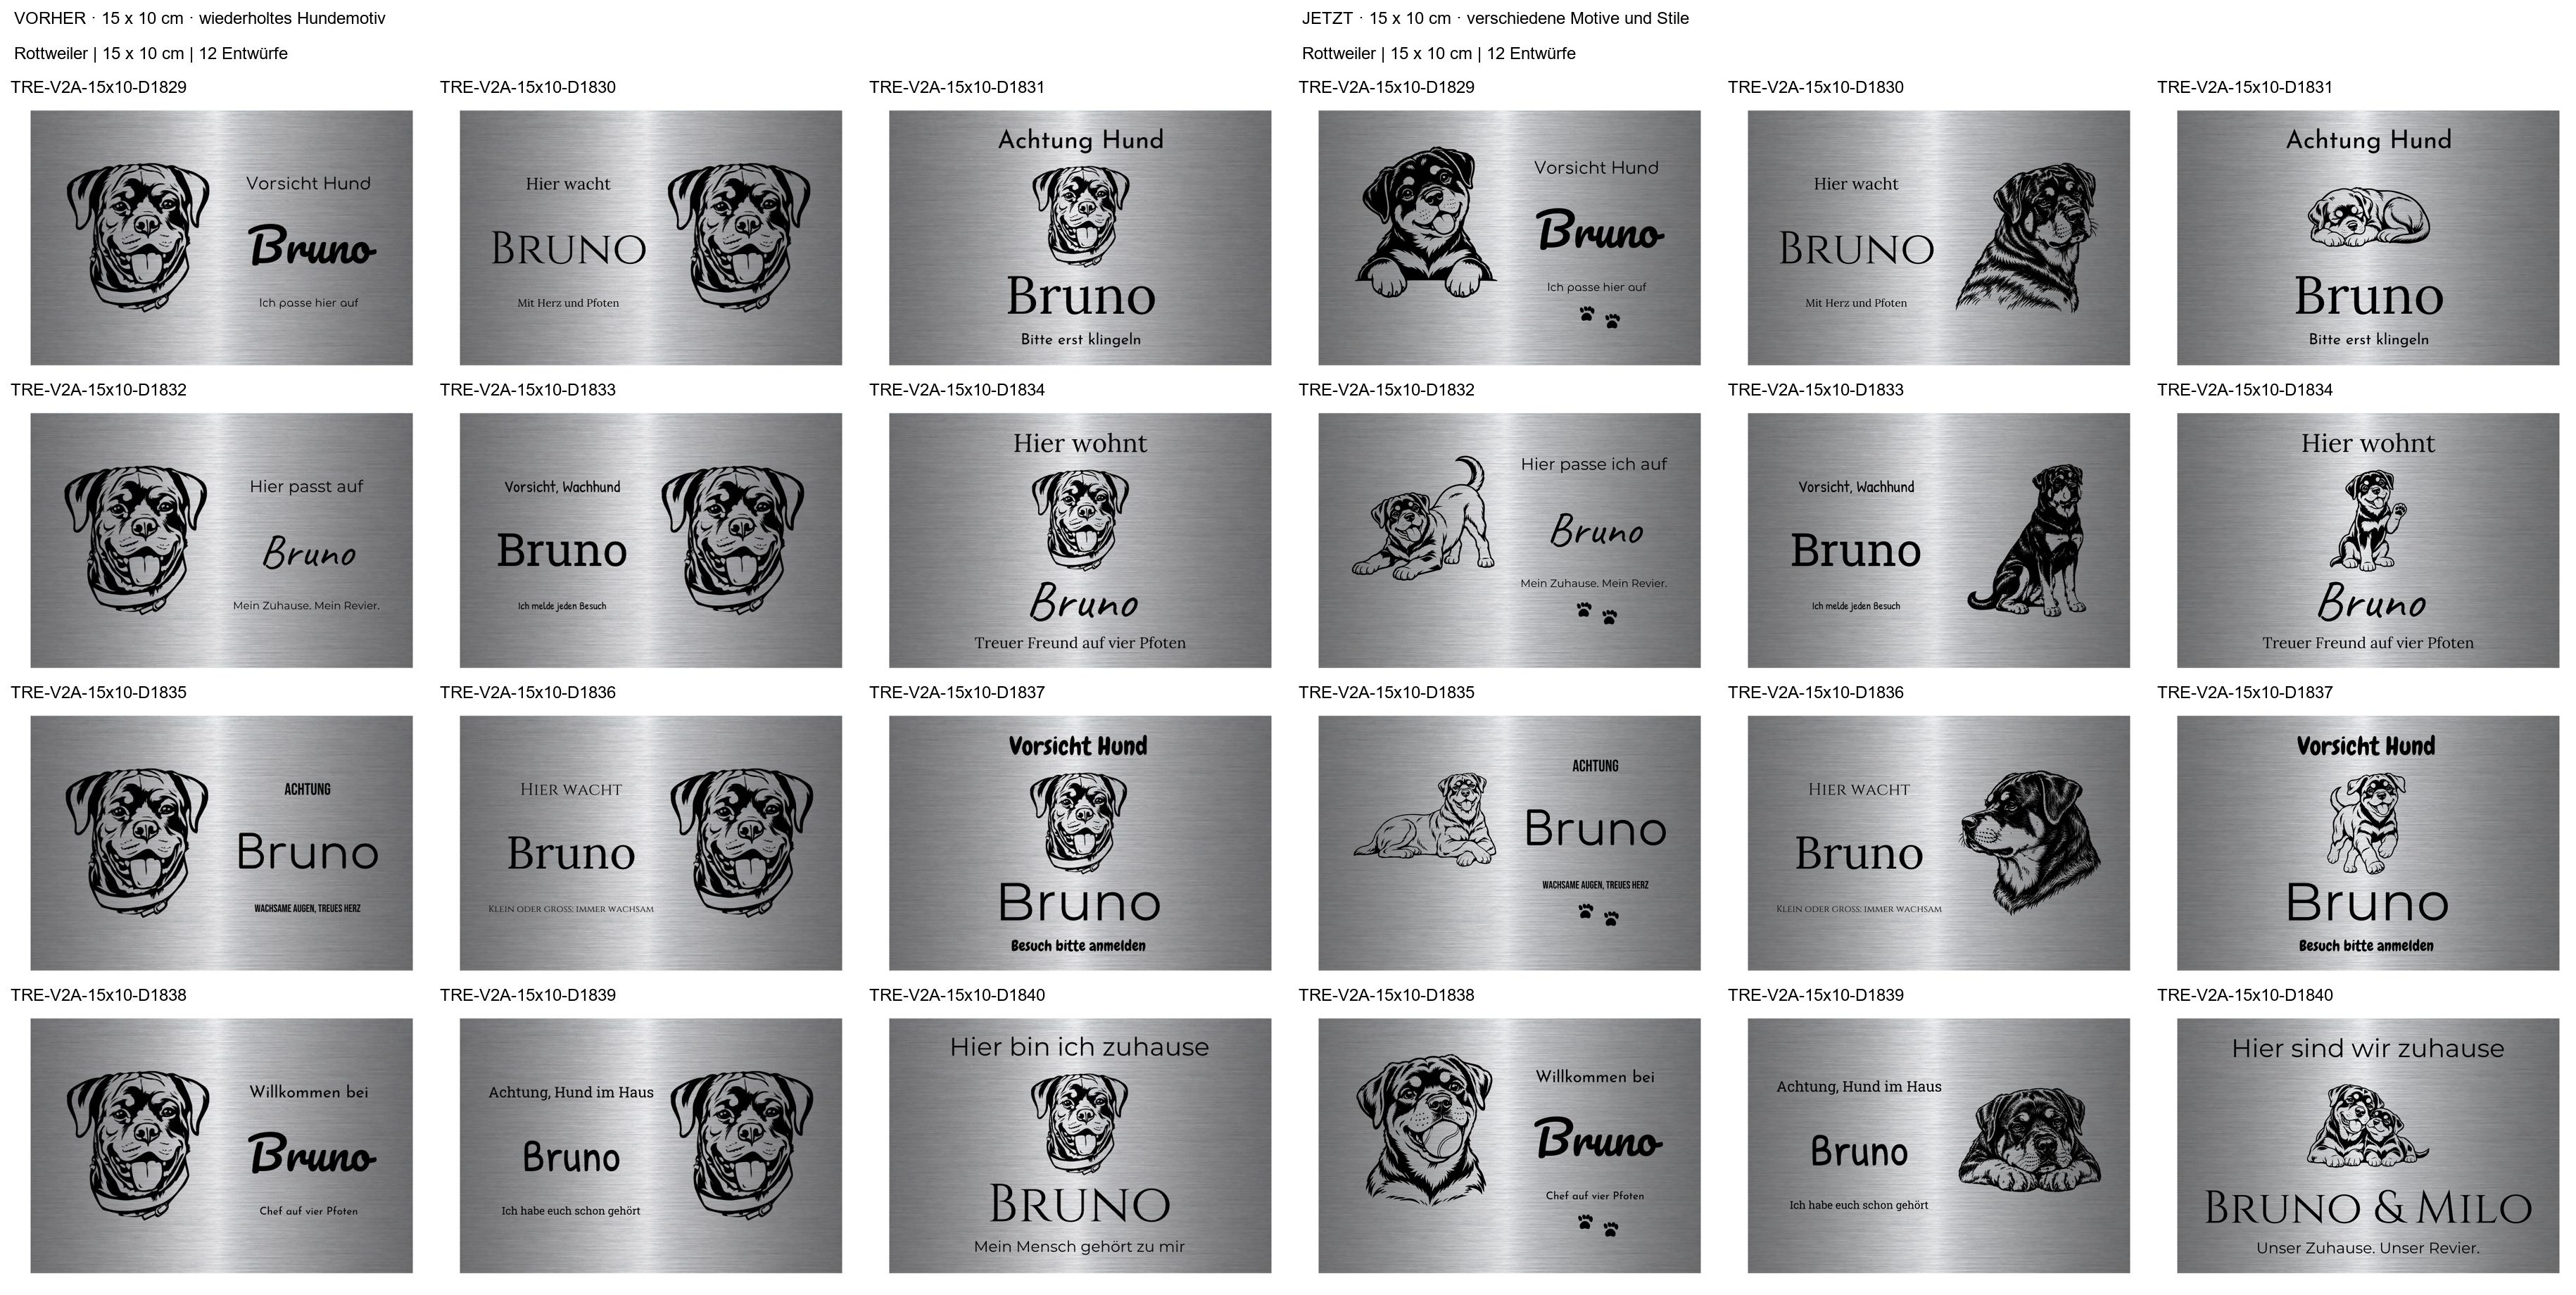 VORHER · 15 x 10 cm · wiederholtes Hundemotiv
Rottweiler | 15 x 10 cm | 12 Entwürfe
TRE-V2A-15x10-D1829
Vorsicht Hund
Bruno
Ich passe hier auf
TRE-V2A-15x10-D1830
Hier wacht
BRUNO
Mit Herz und Pfoten
TRE-V2A-15x10-D1831
Achtung Hund
Bruno
Bitte erst klingeln
TRE-V2A-15x10-D1832
Hier passt auf
Bruno
Mein Zuhause. Mein Revier.
TRE-V2A-15x10-D1833
Vorsicht, Wachhund
Bruno
Ich melde jeden Besuch
TRE-V2A-15x10-D1834
Hier wohnt
Bruno
Treuer Freund auf vier Pfoten
TRE-V2A-15x10-D1835
ACHTUNG
Bruno
WACHSAME AUGEN, TREUES HERZ
TRE-V2A-15x10-D1836
HIER WACHT
Bruno
KLEIN ODER GROSS: IMMER WACHSAM
TRE-V2A-15x10-D1837
Vorsicht Hund
Bruno
Besuch bitte anmelden
TRE-V2A-15x10-D1838
Willkommen bei
Bruno
Chef auf vier Pfoten
TRE-V2A-15x10-D1839
Achtung, Hund im Haus
Bruno
Ich habe euch schon gehört
TRE-V2A-15x10-D1840
Hier bin ich zuhause
BRUNO
Mein Mensch gehört zu mir
JETZT · 15 x 10 cm · verschiedene Motive und Stile
Rottweiler | 15 x 10 cm | 12 Entwürfe
TRE-V2A-15x10-D1829
Vorsicht Hund
Bruno
Ich passe hier auf
TRE-V2A-15x10-D1830
Hier wacht
BRUNO
Mit Herz und Pfoten
TRE-V2A-15x10-D1831
Achtung Hund
Bruno
Bitte erst klingeln
TRE-V2A-15x10-D1832
Hier passe ich auf
Bruno
Mein Zuhause. Mein Revier.
TRE-V2A-15x10-D1833
Vorsicht, Wachhund
Bruno
Ich melde jeden Besuch
TRE-V2A-15x10-D1834
Hier wohnt
Bruno
Treuer Freund auf vier Pfoten
TRE-V2A-15x10-D1835
ACHTUNG
Bruno
WACHSAME AUGEN, TREUES HERZ
TRE-V2A-15x10-D1836
HIER WACHT
Bruno
KLEIN ODER GROSS: IMMER WACHSAM
TRE-V2A-15x10-D1837
Vorsicht Hund
Bruno
Besuch bitte anmelden
TRE-V2A-15x10-D1838
Willkommen bei
Bruno
Chef auf vier Pfoten
TRE-V2A-15x10-D1839
Achtung, Hund im Haus
Bruno
Ich habe euch schon gehört
TRE-V2A-15x10-D1840
Hier sind wir zuhause
BRUNO & MILO
Unser Zuhause. Unser Revier.